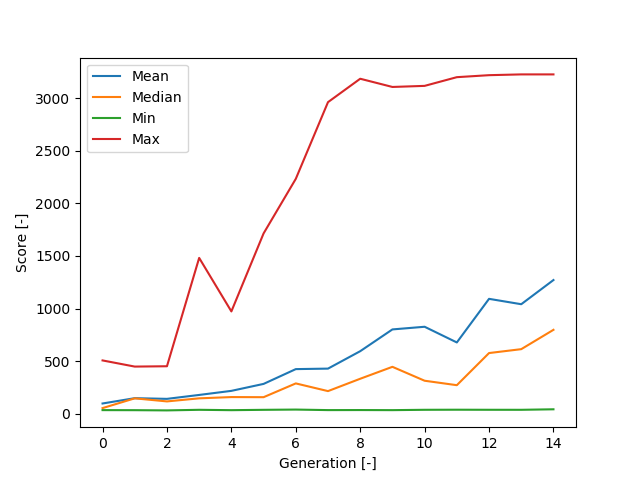 Mean
Median
Min
Max
3000
2500
2000
1500
1000
500
0
Score [-]
0 2 4 6 8 10 12 14
Generation [-]